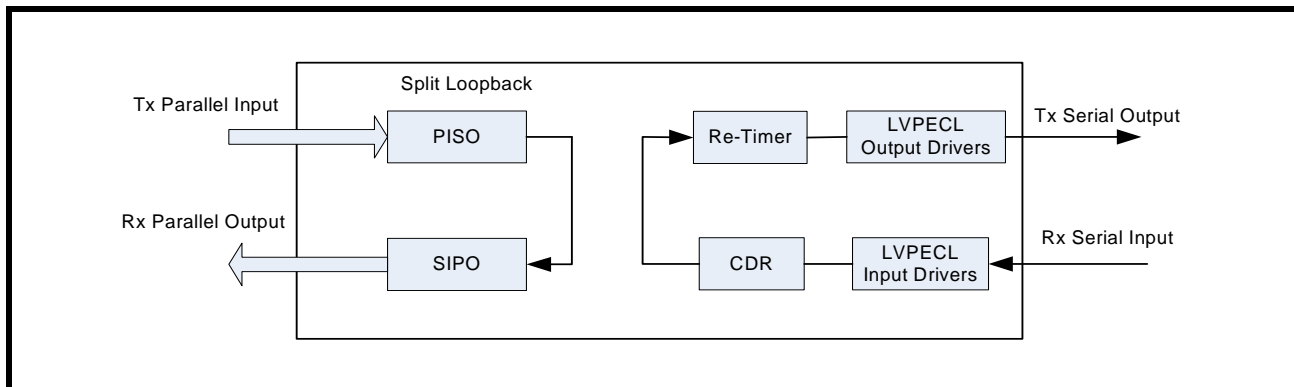 Split Loopback
Tx Parallel Input
PISO
Re-Timer
LVPECL
Output Drivers
Tx Serial Output
Rx Parallel Output
SIPO
CDR
LVPECL
Input Drivers
Rx Serial Input